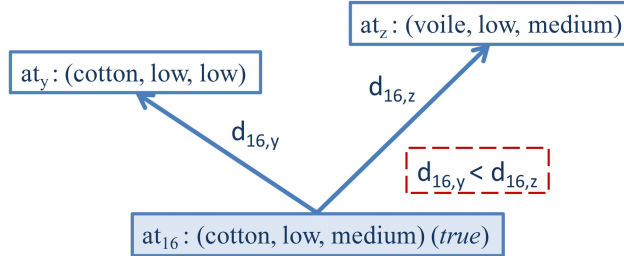 at_z : (voile, low, medium)
at_y : (cotton, low, low)
d_16,z
d_16,y
d_16,y < d_16,z
at_16 : (cotton, low, medium) (true)